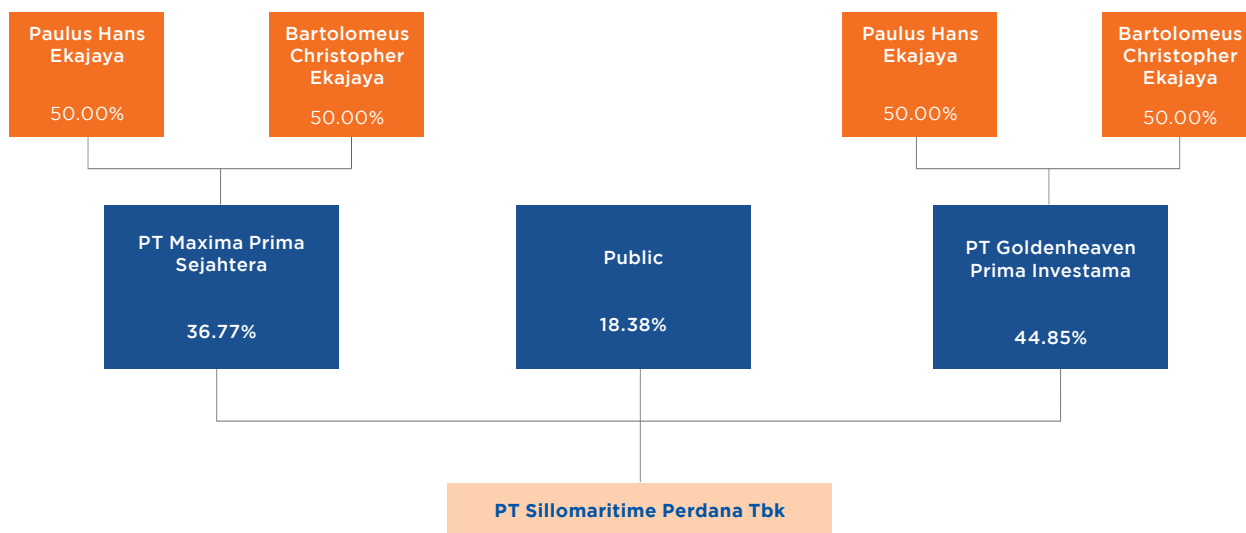 Paulus Hans
Ekajaya
50.00%
Bartolomeus
Christopher
Ekajaya
50.00%
Paulus Hans
Ekajaya
50.00%
Bartolomeus
Christopher
Ekajaya
50.00%
PT Maxima Prima
Sejahtera
36.77%
Public
18.38%
PT Goldenheaven
Prima Investama
44.85%
PT Sillomaritime Perdana Tbk